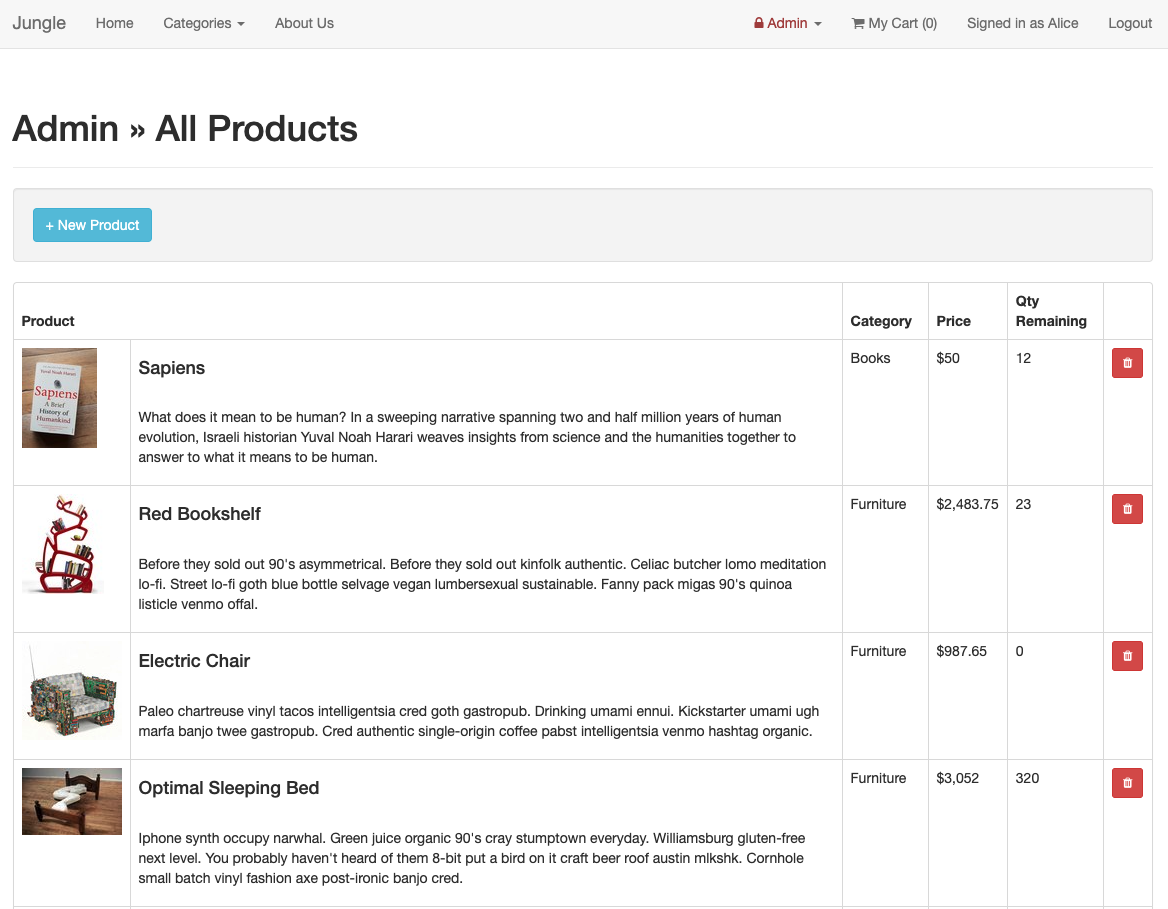 Jungle Home Categories About Us Admin My Cart (0) Signed in as Alice Logout
Admin » All Products
+ New Product
Product Category Price Qty Remaining
Yuval Noah Harari
Sapiens
A Brief
History of
Humankind
Sapiens Books $50 12
What does it mean to be human? In a sweeping narrative spanning two and half million years of human
evolution, Israeli historian Yuval Noah Harari weaves insights from science and the humanities together to
answer to what it means to be human.
Red Bookshelf Furniture $2,483.75 23
Before they sold out 90's asymmetrical. Before they sold out kinfolk authentic. Celiac butcher lomo meditation
lo-fi. Street lo-fi goth blue bottle selvage vegan lumbersexual sustainable. Fanny pack migas 90's quinoa
listicle venmo offal.
Electric Chair Furniture $987.65 0
Paleo chartreuse vinyl tacos intelligentsia cred goth gastropub. Drinking umami ennui. Kickstarter umami ugh
marfa banjo twee gastropub. Cred authentic single-origin coffee pabst intelligentsia venmo hashtag organic.
Optimal Sleeping Bed Furniture $3,052 320
Iphone synth occupy narwhal. Green juice organic 90's cray stumptown everyday. Williamsburg gluten-free
next level. You probably haven't heard of them 8-bit put a bird on it craft beer roof austin mlkshk. Cornhole
small batch vinyl fashion axe post-ironic banjo cred.